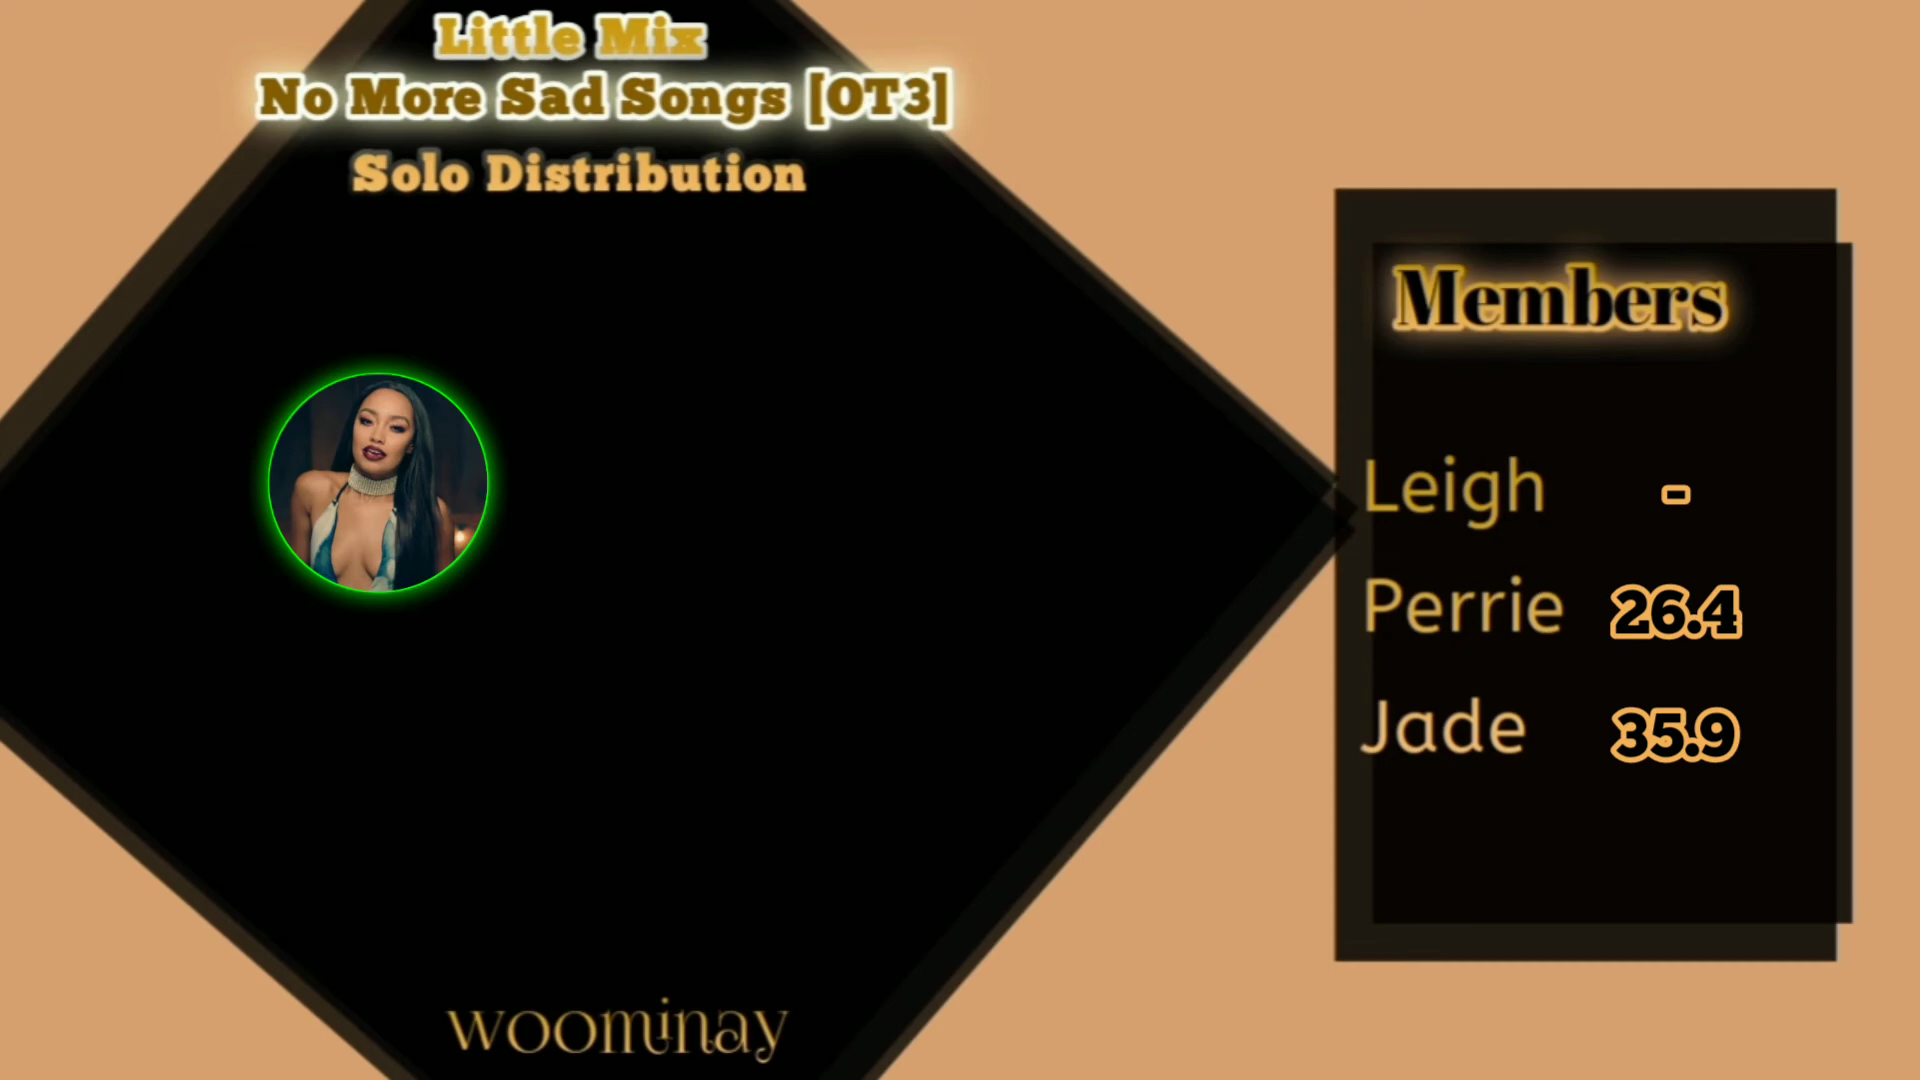 Little Mix
No More Sad Songs [OT3]
Solo Distribution
Members
Leigh -
Perrie 26.4
Jade 35.9
woominay